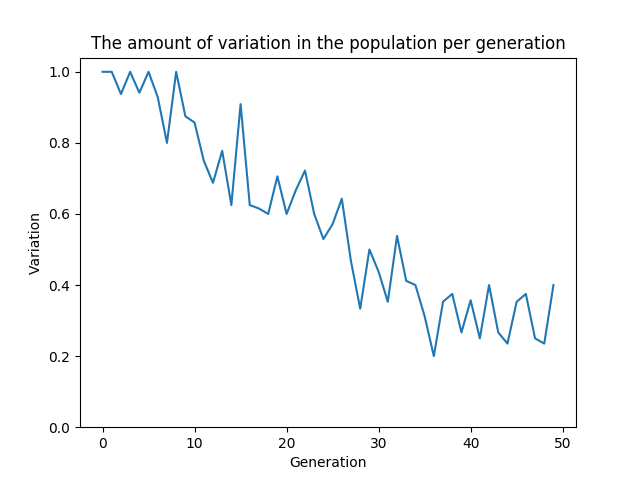 The amount of variation in the population per generation
1.0
0.8
0.6
0.4
0.2
0.0
Variation
0 10 20 30 40 50
Generation